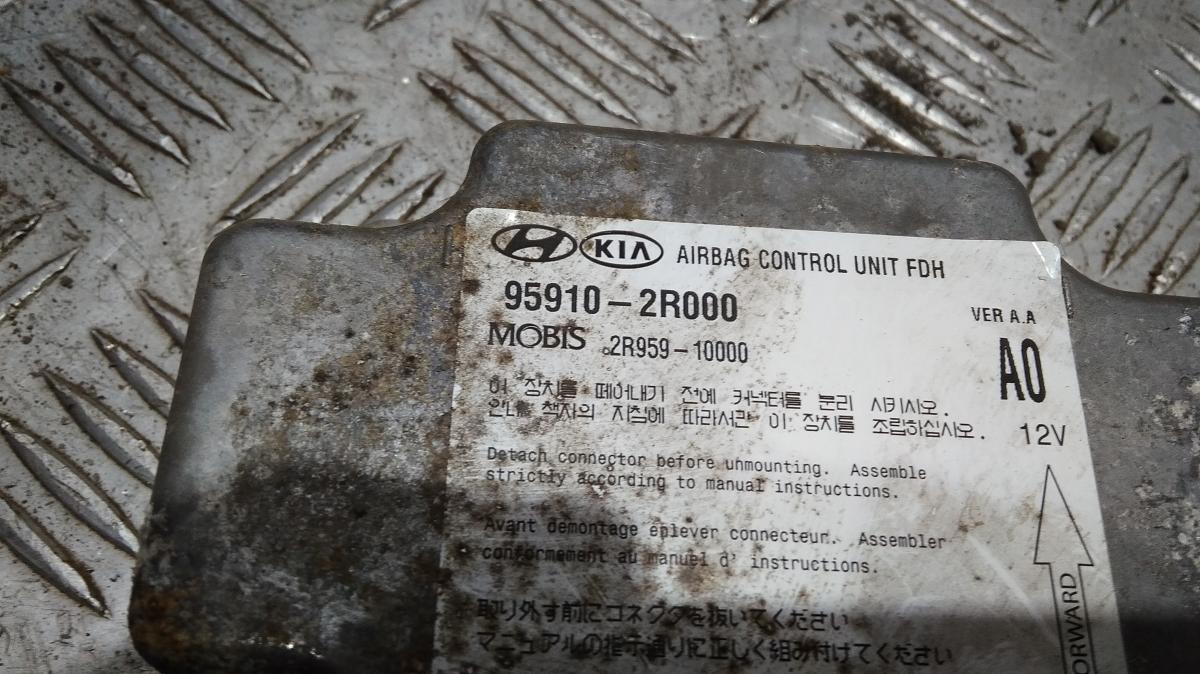 KIA AIRBAG CONTROL UNIT FDH
95910-2R000
VER A.A
MOBIS 2R959-10000
A0
이 장치를 떼어내기 전에 커넥터를 분리 시키시오.
안내 책자의 지침에 따라서만 이 장치를 조립하십시오.
12V
Detach connector before unmounting. Assemble
strictly according to manual instructions.
Avant demontage enlever connecteur. Assembler
conformement au manuel d' instructions.
取り外す前にコネクタを抜いてください
マニュアルの指示通りに正しく組み付けてください
ORWARD